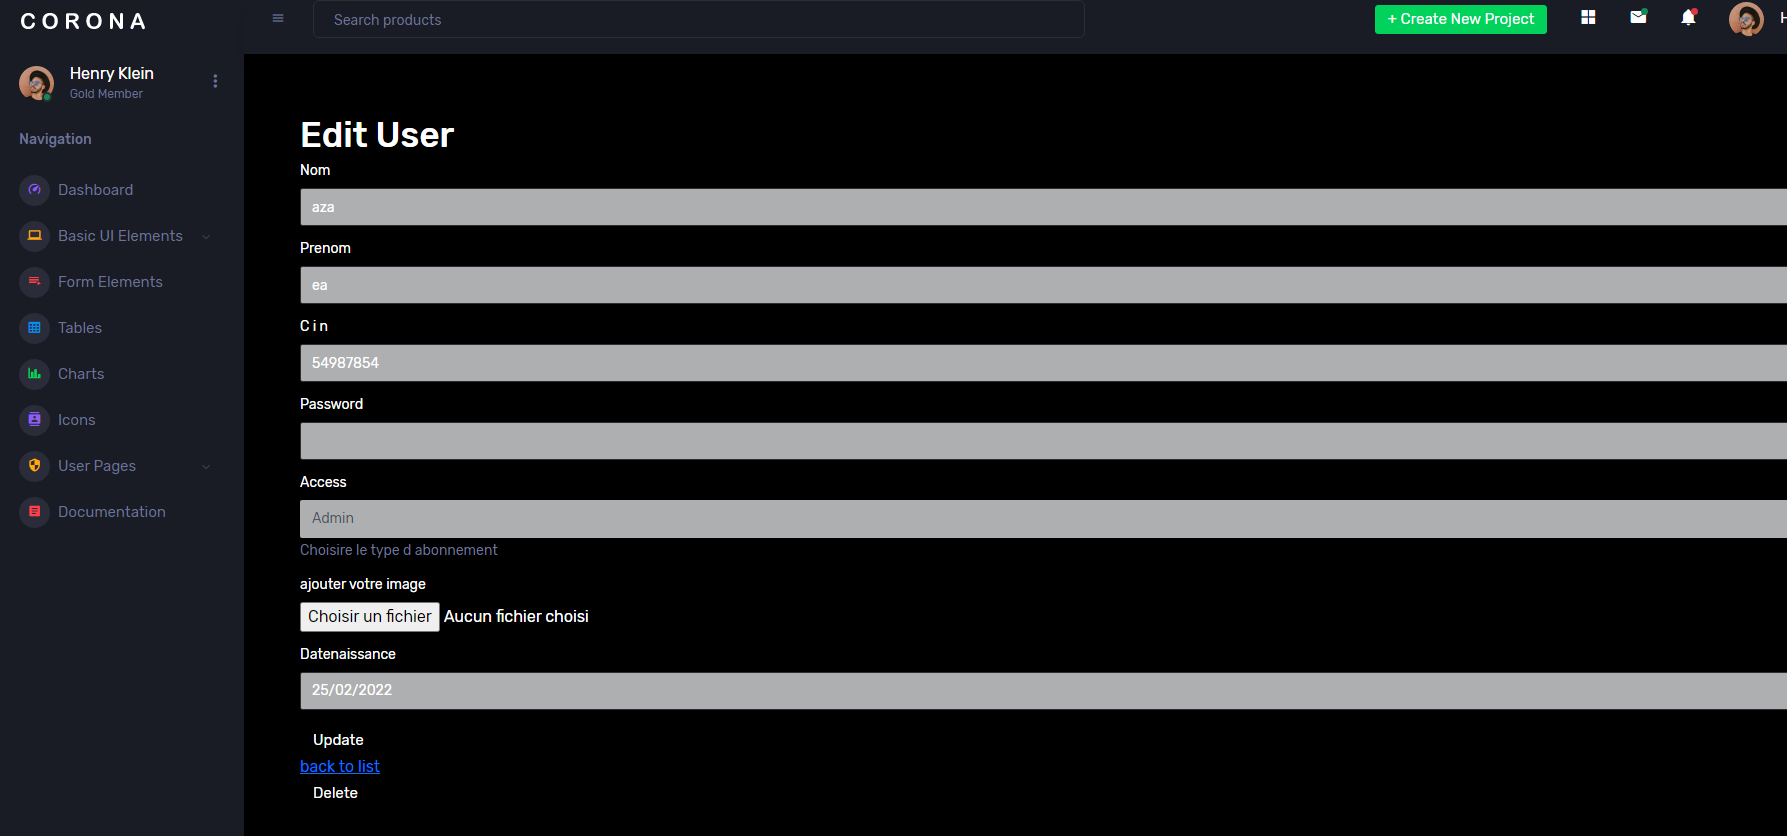 CORONA
Search products
+ Create New Project
H
Henry Klein
Gold Member
Navigation
Dashboard
Basic UI Elements
Form Elements
Tables
Charts
Icons
User Pages
Documentation
Edit User
Nom
aza
Prenom
ea
C i n
54987854
Password
Access
Admin
Choisire le type d abonnement
ajouter votre image
Choisir un fichier Aucun fichier choisi
Datenaissance
25/02/2022
Update
back to list
Delete